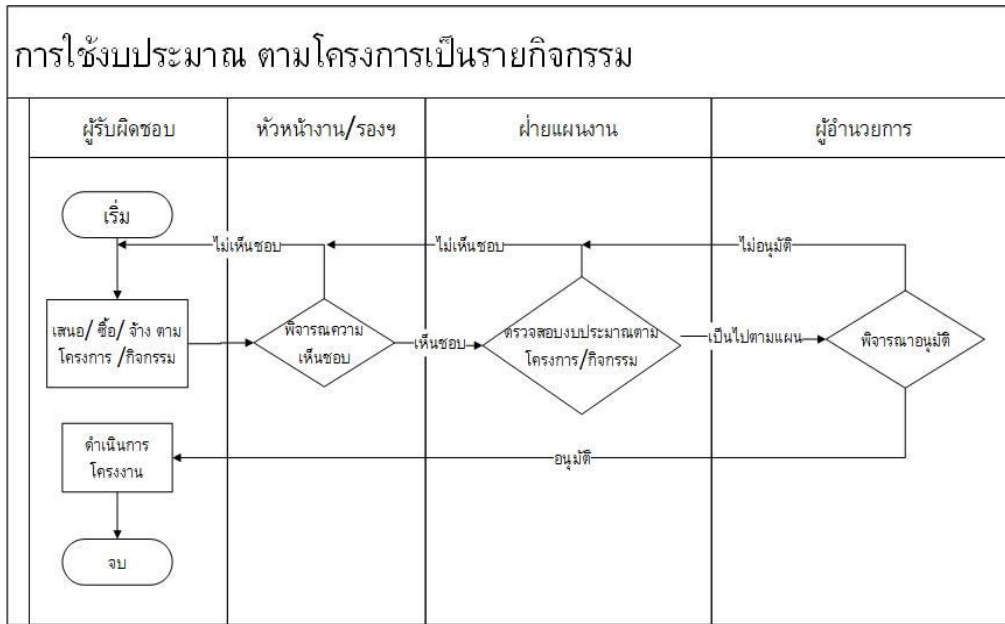 การใช้งบประมาณ ตามโครงการเป็นรายกิจกรรม
ผู้รับผิดชอบ
หัวหน้างาน/รองฯ
ฝ่ายแผนงาน
ผู้อำนวยการ
เริ่ม
ไม่เห็นชอบ
ไม่เห็นชอบ
ไม่อนุมัติ
เสนอ/ ซื้อ/ จ้าง ตาม
โครงการ /กิจกรรม
พิจารณความ
เห็นชอบ
เห็นชอบ
ตรวจสอบงบประมาณตาม
โครงการ/กิจกรรม
เป็นไปตามแผน
พิจารณาอนุมัติ
ดำเนินการ
โครงงาน
อนุมัติ
จบ